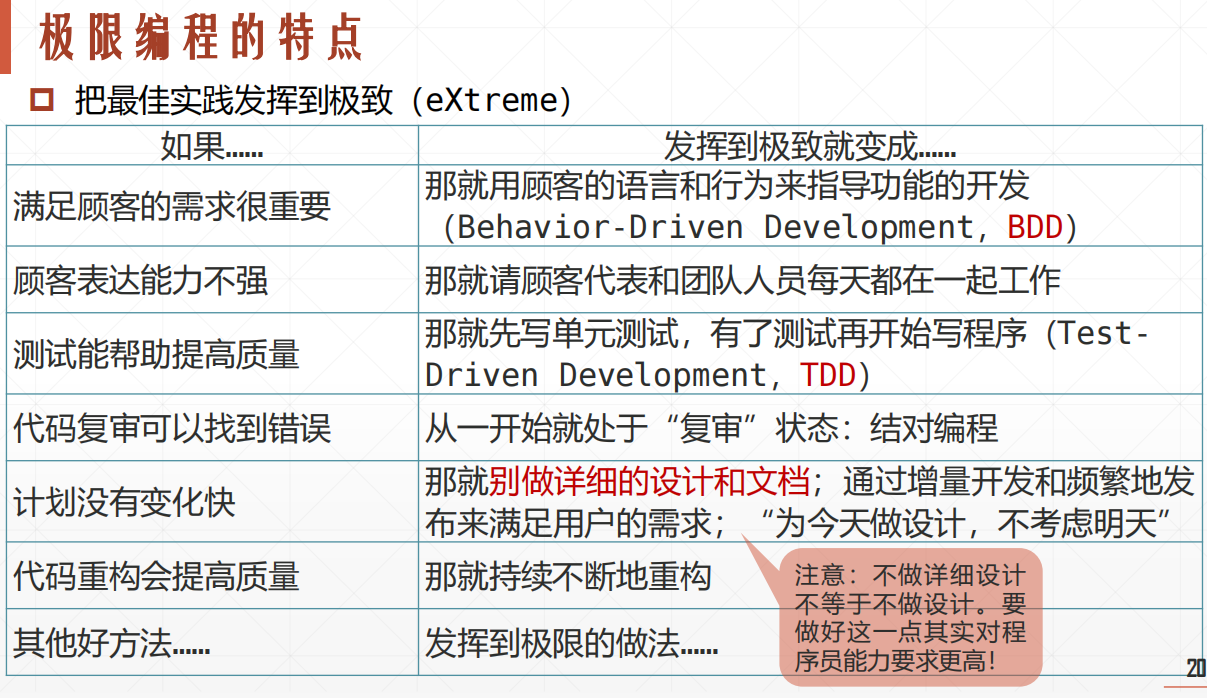 极限编程的特点
把最佳实践发挥到极致（eXtreme）
如果……
发挥到极致就变成……
满足顾客的需求很重要
那就用顾客的语言和行为来指导功能的开发
（Behavior-Driven Development，BDD）
顾客表达能力不强
那就请顾客代表和团队人员每天都在一起工作
测试能帮助提高质量
那就先写单元测试，有了测试再开始写程序（Test-
Driven Development，TDD）
代码复审可以找到错误
从一开始就处于“复审”状态：结对编程
计划没有变化快
那就别做详细的设计和文档；通过增量开发和频繁地发
布来满足用户的需求；“为今天做设计，不考虑明天”
代码重构会提高质量
那就持续不断地重构
其他好方法……
发挥到极限的做法……
注意：不做详细设计
不等于不做设计。要
做好这一点其实对程
序员能力要求更高！
20